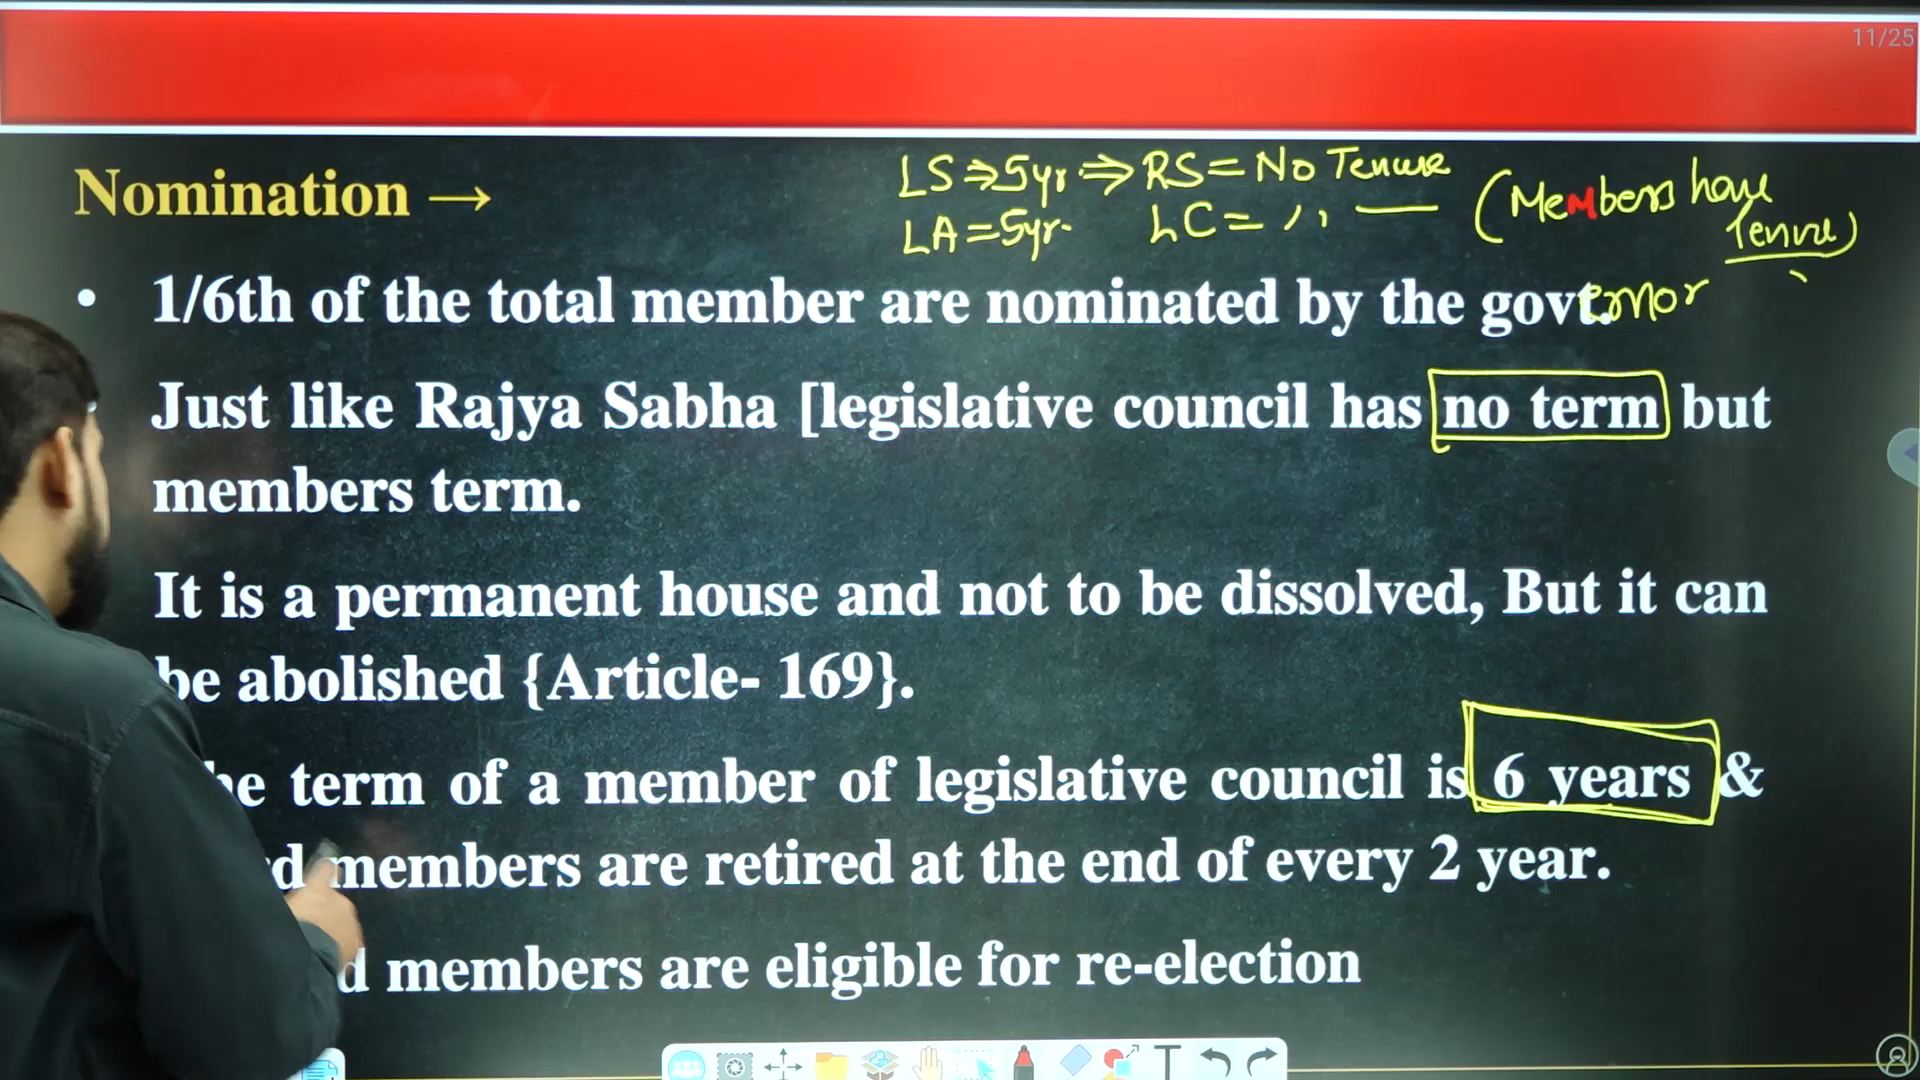 11/25
Nomination →
LS ⇒ 5yr. ⇒ RS = No Tenure
LA = 5yr. LC = ,, — (Members have Tenure)
• 1/6th of the total member are nominated by the govt.ernor
Just like Rajya Sabha [legislative council has no term but
members term.
It is a permanent house and not to be dissolved, But it can
be abolished {Article- 169}.
he term of a member of legislative council is 6 years &
rd members are retired at the end of every 2 year.
d members are eligible for re-election
T